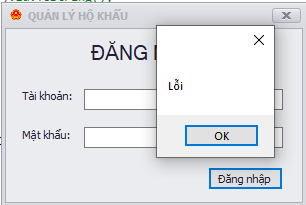 QUẢN LÝ HỘ KHẨU
ĐĂNG
Lỗi
Tài khoản:
Mật khẩu:
OK
Đăng nhập